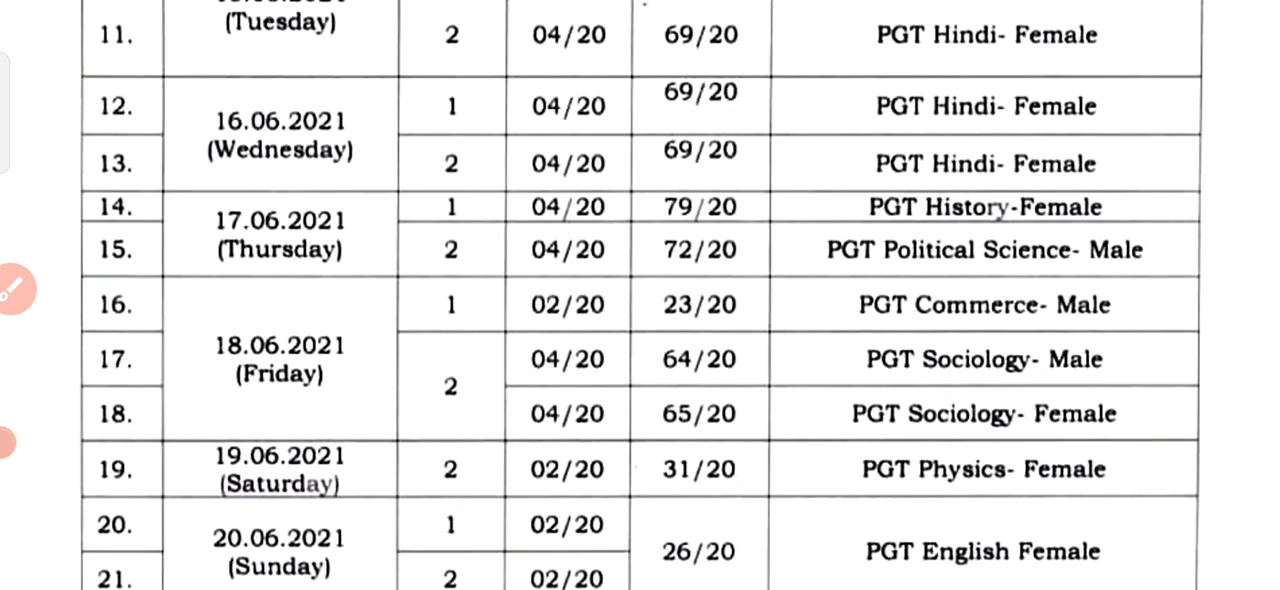 11. (Tuesday) 2 04/20 69/20 PGT Hindi- Female
12. 16.06.2021 1 04/20 69/20 PGT Hindi- Female
(Wednesday)
13. 2 04/20 69/20 PGT Hindi- Female
14. 17.06.2021 1 04/20 79/20 PGT History-Female
(Thursday)
15. 2 04/20 72/20 PGT Political Science- Male
16. 1 02/20 23/20 PGT Commerce- Male
18.06.2021
(Friday)
17. 2 04/20 64/20 PGT Sociology- Male
18. 04/20 65/20 PGT Sociology- Female
19. 19.06.2021 2 02/20 31/20 PGT Physics- Female
(Saturday)
20. 20.06.2021 1 02/20 26/20 PGT English Female
(Sunday)
21. 2 02/20